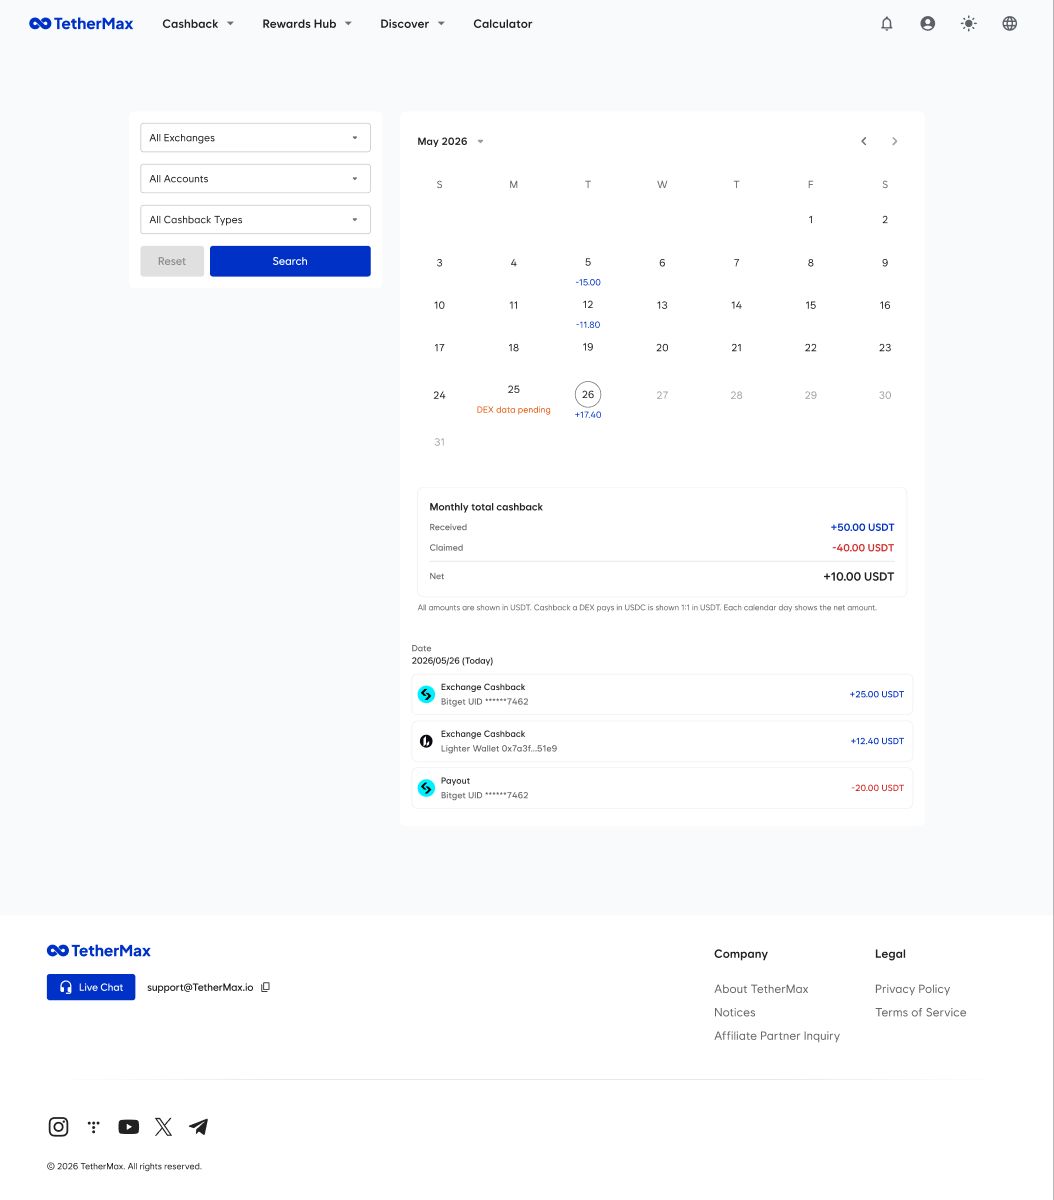 TetherMax Cashback Rewards Hub Discover Calculator
All Exchanges
All Accounts
All Cashback Types
Reset Search
May 2026
S M T W T F S
1 2
3 4 5 6 7 8 9
-15.00
10 11 12 13 14 15 16
-11.80
17 18 19 20 21 22 23
24 25 26 27 28 29 30
DEX data pending +17.40
31
Monthly total cashback
Received +50.00 USDT
Claimed -40.00 USDT
Net +10.00 USDT
All amounts are shown in USDT. Cashback a DEX pays in USDC is shown 1:1 in USDT. Each calendar day shows the net amount.
Date
2026/05/26 (Today)
Exchange Cashback
Bitget UID ******7462 +25.00 USDT
Exchange Cashback
Lighter Wallet 0x7a3f...51e9 +12.40 USDT
Payout
Bitget UID ******7462 -20.00 USDT
TetherMax
Live Chat support@TetherMax.io
Company
About TetherMax
Notices
Affiliate Partner Inquiry
Legal
Privacy Policy
Terms of Service
© 2026 TetherMax. All rights reserved.